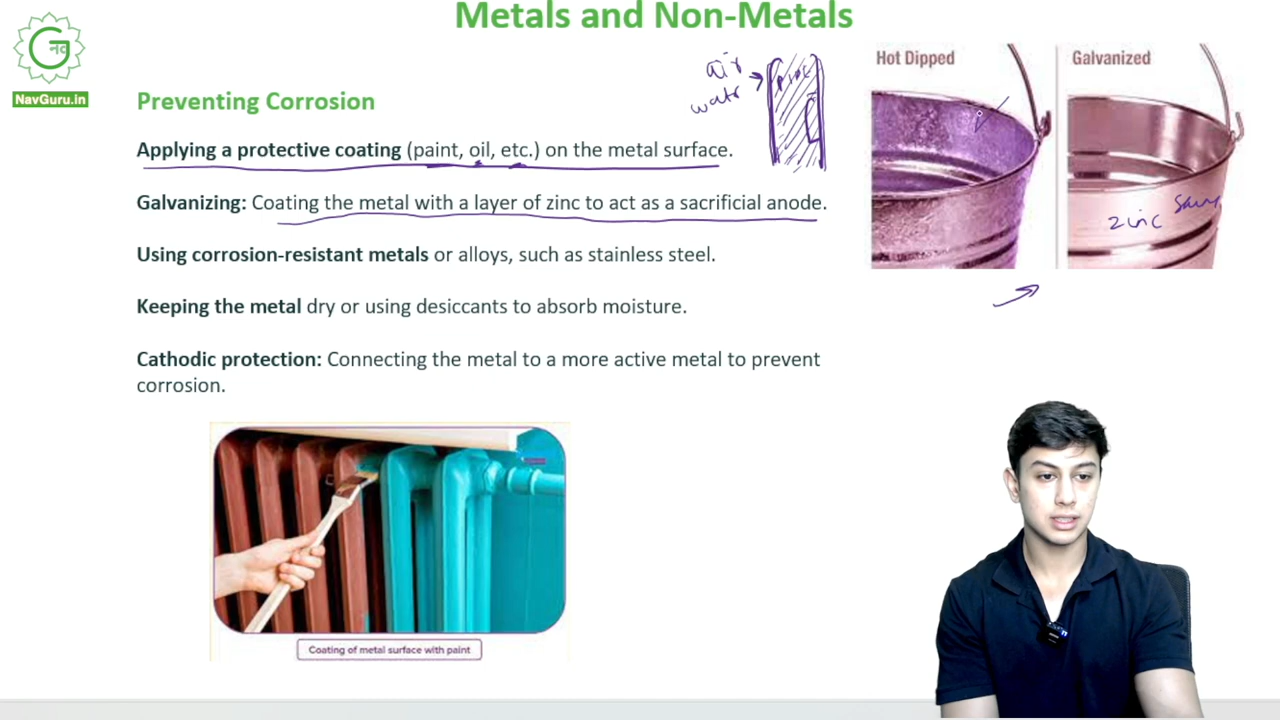 Metals and Non-Metals
नव
NavGuru.in
Preventing Corrosion
air
water
Hot Dipped
Galvanized
Applying a protective coating (paint, oil, etc.) on the metal surface.
Galvanizing: Coating the metal with a layer of zinc to act as a sacrificial anode.
zinc
Using corrosion-resistant metals or alloys, such as stainless steel.
Keeping the metal dry or using desiccants to absorb moisture.
Cathodic protection: Connecting the metal to a more active metal to prevent
corrosion.
Coating of metal surface with paint